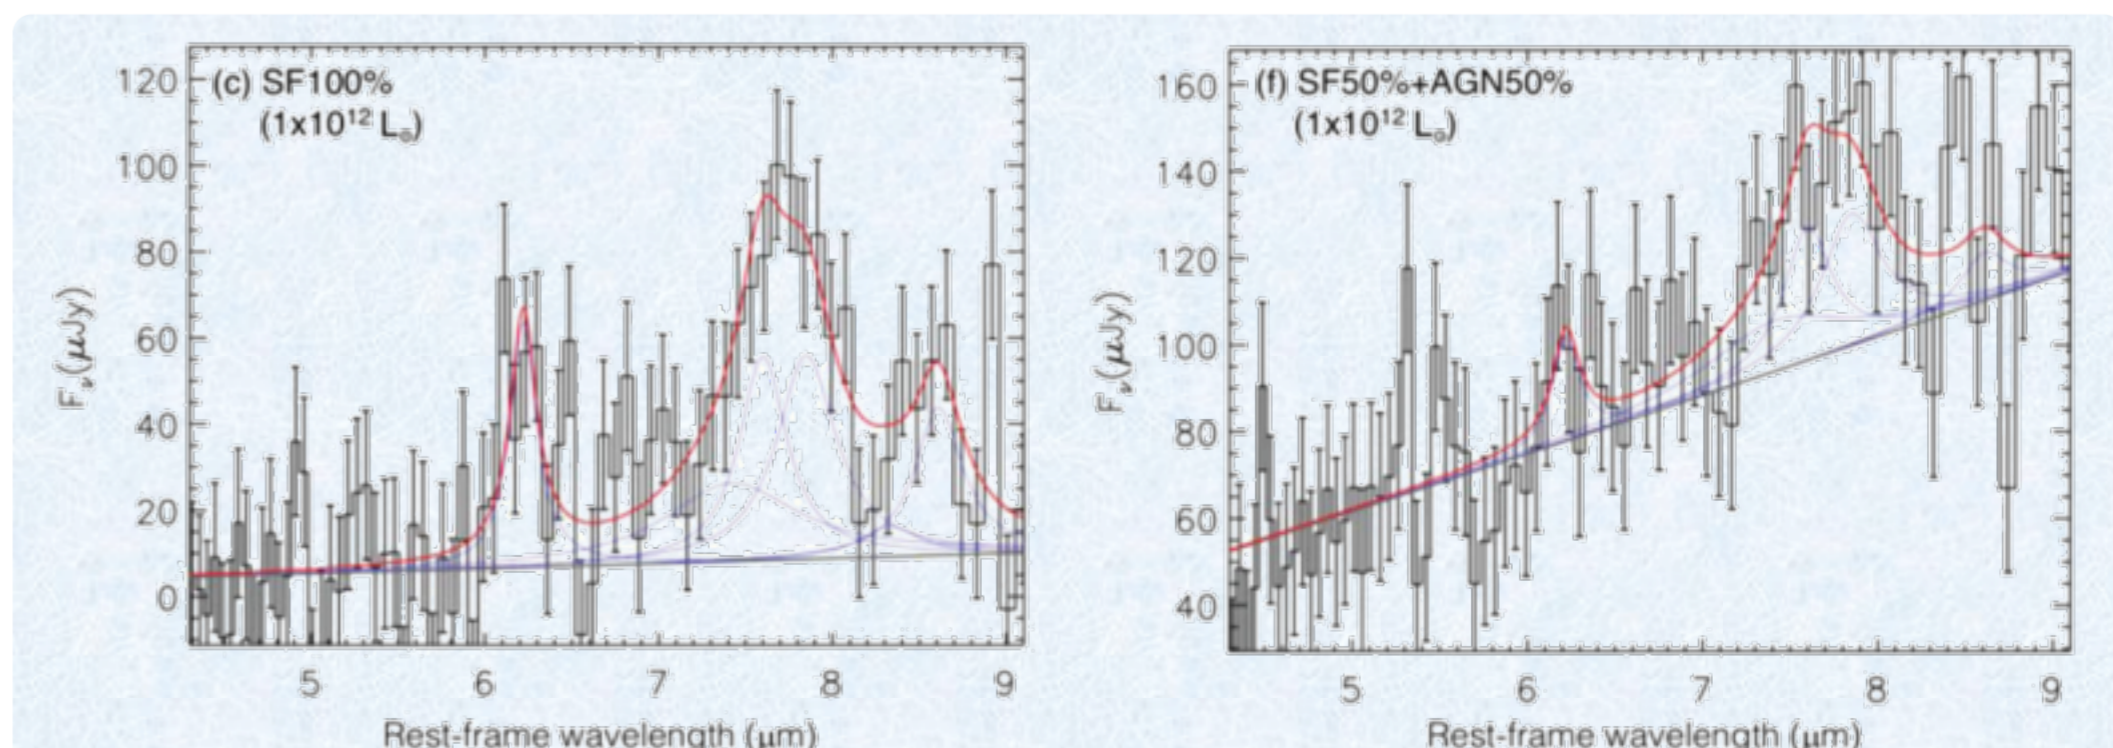 (c) SF100%
(1x10¹² L⊙)
120
100
80
60
40
20
0
Fν(μJy)
5 6 7 8 9
Rest-frame wavelength (μm)
(f) SF50%+AGN50%
(1x10¹² L⊙)
160
140
120
100
80
60
40
Fν(μJy)
5 6 7 8 9
Rest-frame wavelength (μm)